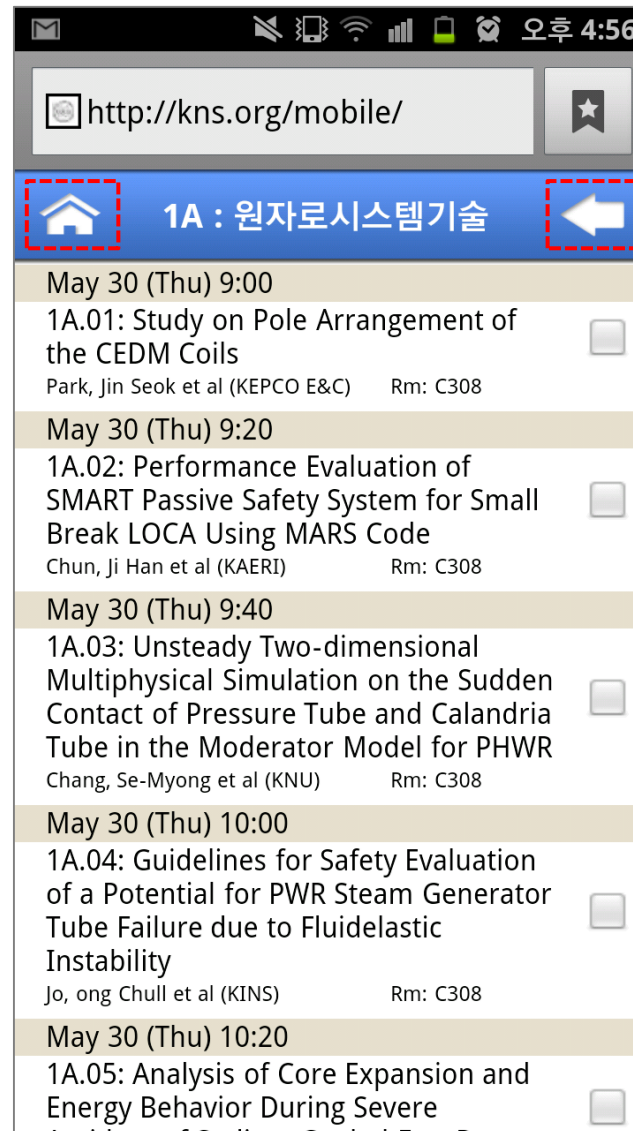 오후 4:56
http://kns.org/mobile/
1A : 원자로시스템기술
May 30 (Thu) 9:00
1A.01: Study on Pole Arrangement of
the CEDM Coils
Park, Jin Seok et al (KEPCO E&C) Rm: C308
May 30 (Thu) 9:20
1A.02: Performance Evaluation of
SMART Passive Safety System for Small
Break LOCA Using MARS Code
Chun, Ji Han et al (KAERI) Rm: C308
May 30 (Thu) 9:40
1A.03: Unsteady Two-dimensional
Multiphysical Simulation on the Sudden
Contact of Pressure Tube and Calandria
Tube in the Moderator Model for PHWR
Chang, Se-Myong et al (KNU) Rm: C308
May 30 (Thu) 10:00
1A.04: Guidelines for Safety Evaluation
of a Potential for PWR Steam Generator
Tube Failure due to Fluidelastic
Instability
Jo, ong Chull et al (KINS) Rm: C308
May 30 (Thu) 10:20
1A.05: Analysis of Core Expansion and
Energy Behavior During Severe